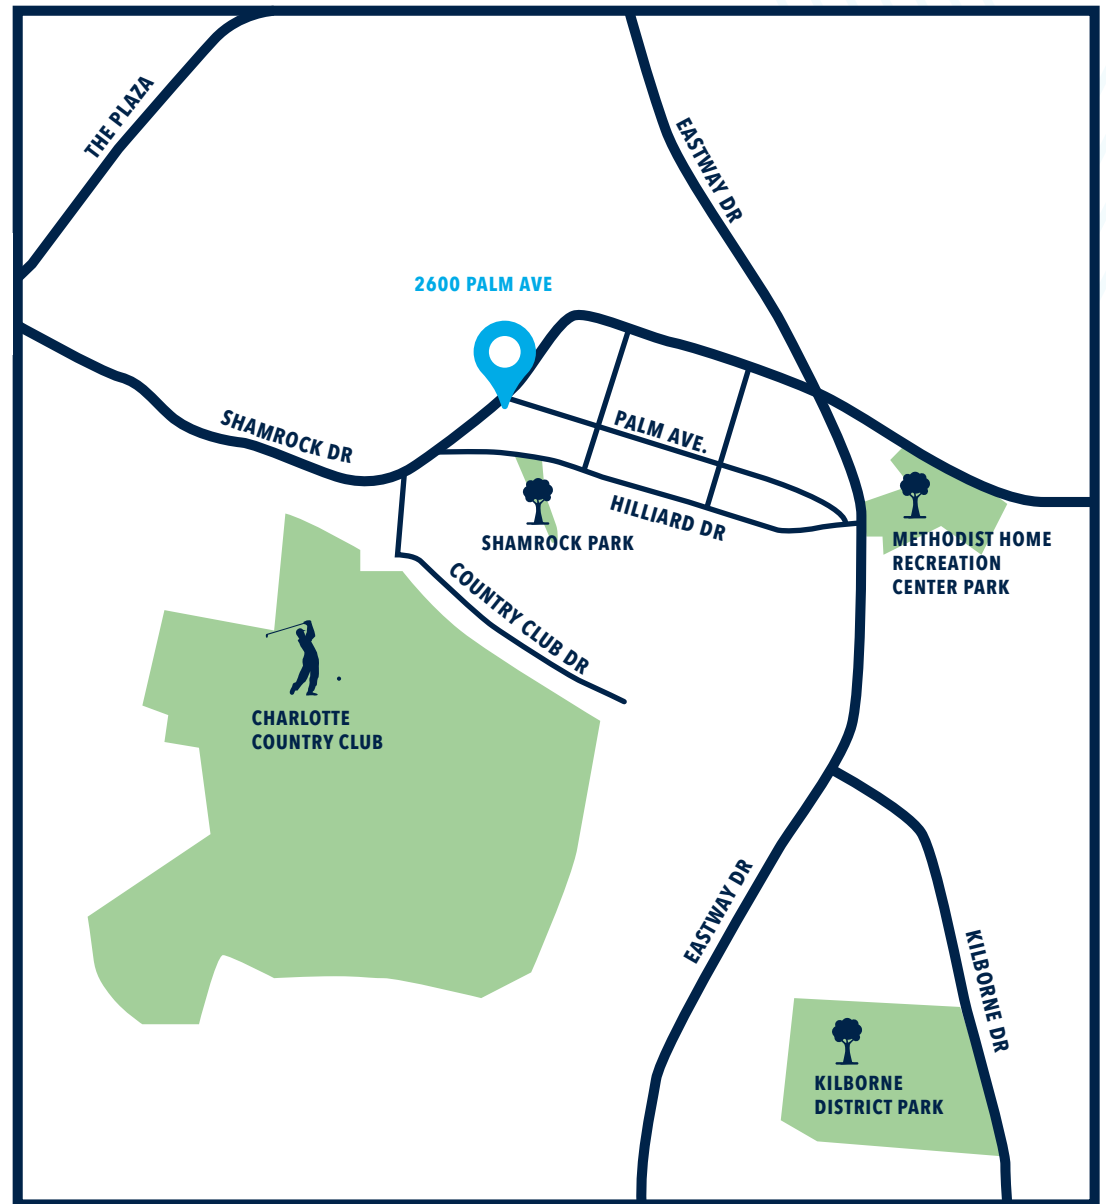 THE PLAZA
EASTWAY DR
2600 PALM AVE
SHAMROCK DR
PALM AVE.
HILLIARD DR
SHAMROCK PARK
METHODIST HOME
RECREATION
CENTER PARK
COUNTRY CLUB DR
CHARLOTTE
COUNTRY CLUB
EASTWAY DR
KILBORNE DR
KILBORNE
DISTRICT PARK